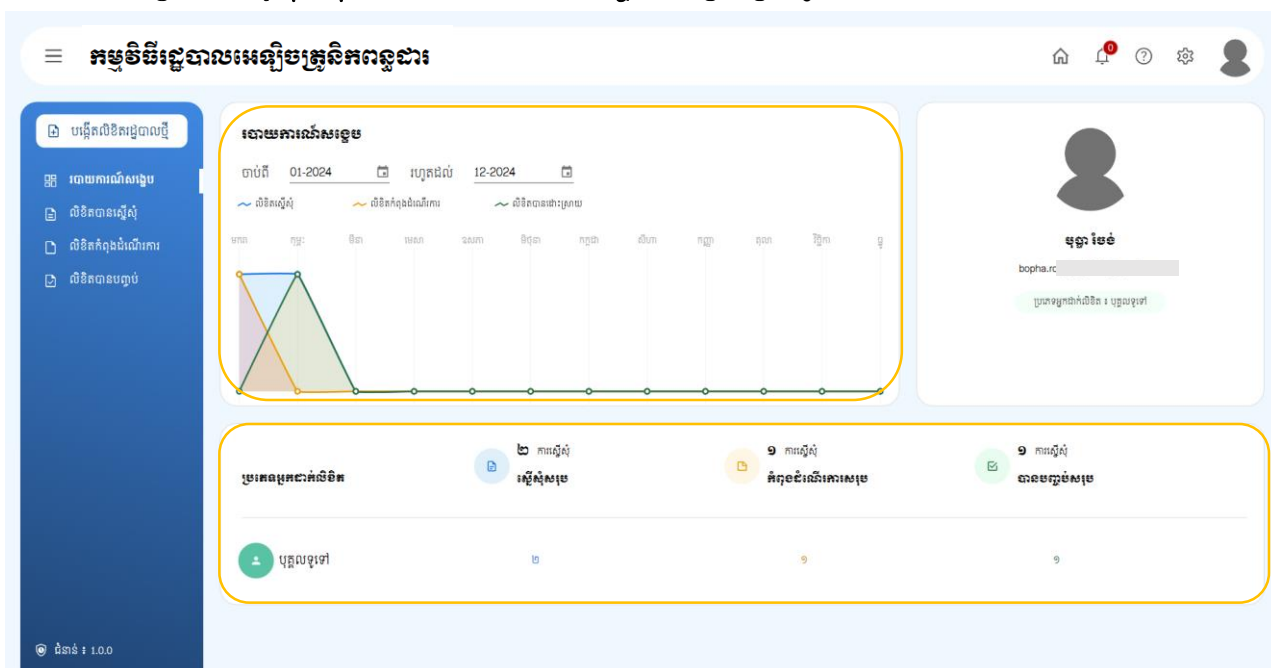 កម្មវិធីរដ្ឋបាលអេឡិចត្រូនិកពន្ធដារ
0
បង្កើតលិខិតរដ្ឋបាលថ្មី
របាយការណ៍សង្ខេប
លិខិតបានស្នើសុំ
លិខិតកំពុងដំណើរការ
លិខិតបានបញ្ចប់
ជំនាន់ ៖ 1.0.0
របាយការណ៍សង្ខេប
ចាប់ពី 01-2024 រហូតដល់ 12-2024
លិខិតស្នើសុំ លិខិតកំពុងដំណើរការ លិខិតបានដោះស្រាយ
មករា កុម្ភៈ មីនា មេសា ឧសភា មិថុនា កក្កដា សីហា កញ្ញា តុលា វិច្ឆិកា ធ្នូ
បុប្ផា រ៉ែចង់
bopha.rc
ប្រភេទអ្នកដាក់លិខិត ៖ បុគ្គលទូទៅ
ប្រភេទអ្នកដាក់លិខិត
២ ការស្នើសុំ
ស្នើសុំសរុប
១ ការស្នើសុំ
កំពុងដំណើរការសរុប
១ ការស្នើសុំ
បានបញ្ចប់សរុប
បុគ្គលទូទៅ ២ ១ ១